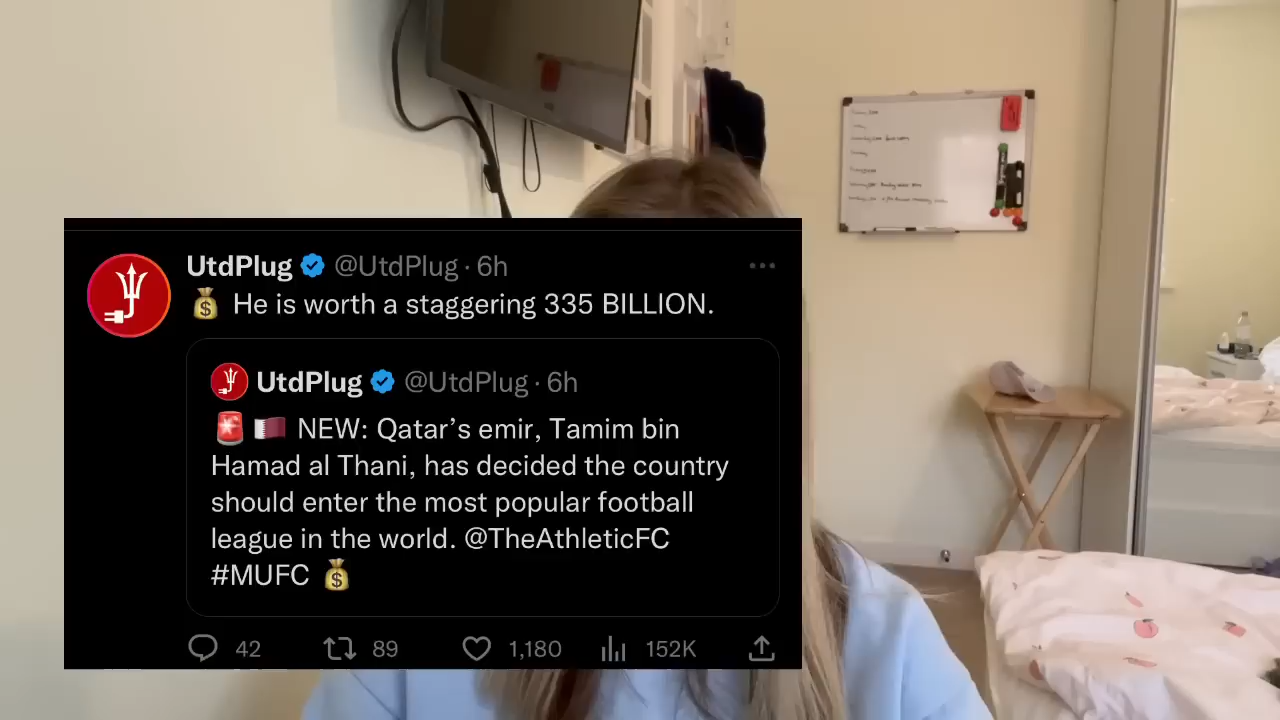 UtdPlug @UtdPlug · 6h
💰 He is worth a staggering 335 BILLION.
UtdPlug @UtdPlug · 6h
🚨🇶🇦 NEW: Qatar’s emir, Tamim bin
Hamad al Thani, has decided the country
should enter the most popular football
league in the world. @TheAthleticFC
#MUFC 💰
42 89 1,180 152K